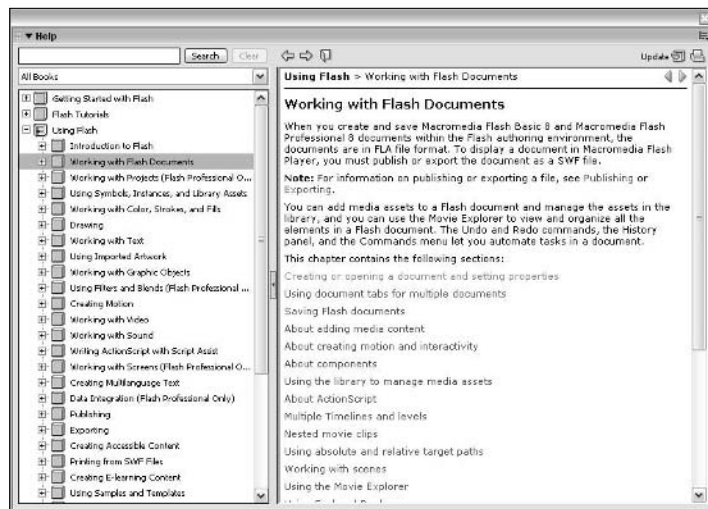 Help
Search
Clear
Update
All Books
Getting Started with Flash
Flash Tutorials
Using Flash
Introduction to Flash
Working with Flash Documents
Working with Projects (Flash Professional O...
Using Symbols, Instances, and Library Assets
Working with Color, Strokes, and Fills
Drawing
Working with Text
Using Imported Artwork
Working with Graphic Objects
Using Filters and Blends (Flash Professional ...
Creating Motion
Working with Video
Working with Sound
Writing ActionScript with Script Assist
Working with Screens (Flash Professional O...
Creating Multilanguage Text
Data Integration (Flash Professional Only)
Publishing
Exporting
Creating Accessible Content
Printing from SWF Files
Creating E-learning Content
Using Samples and Templates
Using Flash > Working with Flash Documents
Working with Flash Documents
When you create and save Macromedia Flash Basic 8 and Macromedia Flash
Professional 8 documents within the Flash authoring environment, the
documents are in FLA file format. To display a document in Macromedia Flash
Player, you must publish or export the document as a SWF file.
Note: For information on publishing or exporting a file, see Publishing or
Exporting.
You can add media assets to a Flash document and manage the assets in the
library, and you can use the Movie Explorer to view and organize all the
elements in a Flash document. The Undo and Redo commands, the History
panel, and the Commands menu let you automate tasks in a document.
This chapter contains the following sections:
Creating or opening a document and setting properties
Using document tabs for multiple documents
Saving Flash documents
About adding media content
About creating motion and interactivity
About components
Using the library to manage media assets
About ActionScript
Multiple Timelines and levels
Nested movie clips
Using absolute and relative target paths
Working with scenes
Using the Movie Explorer